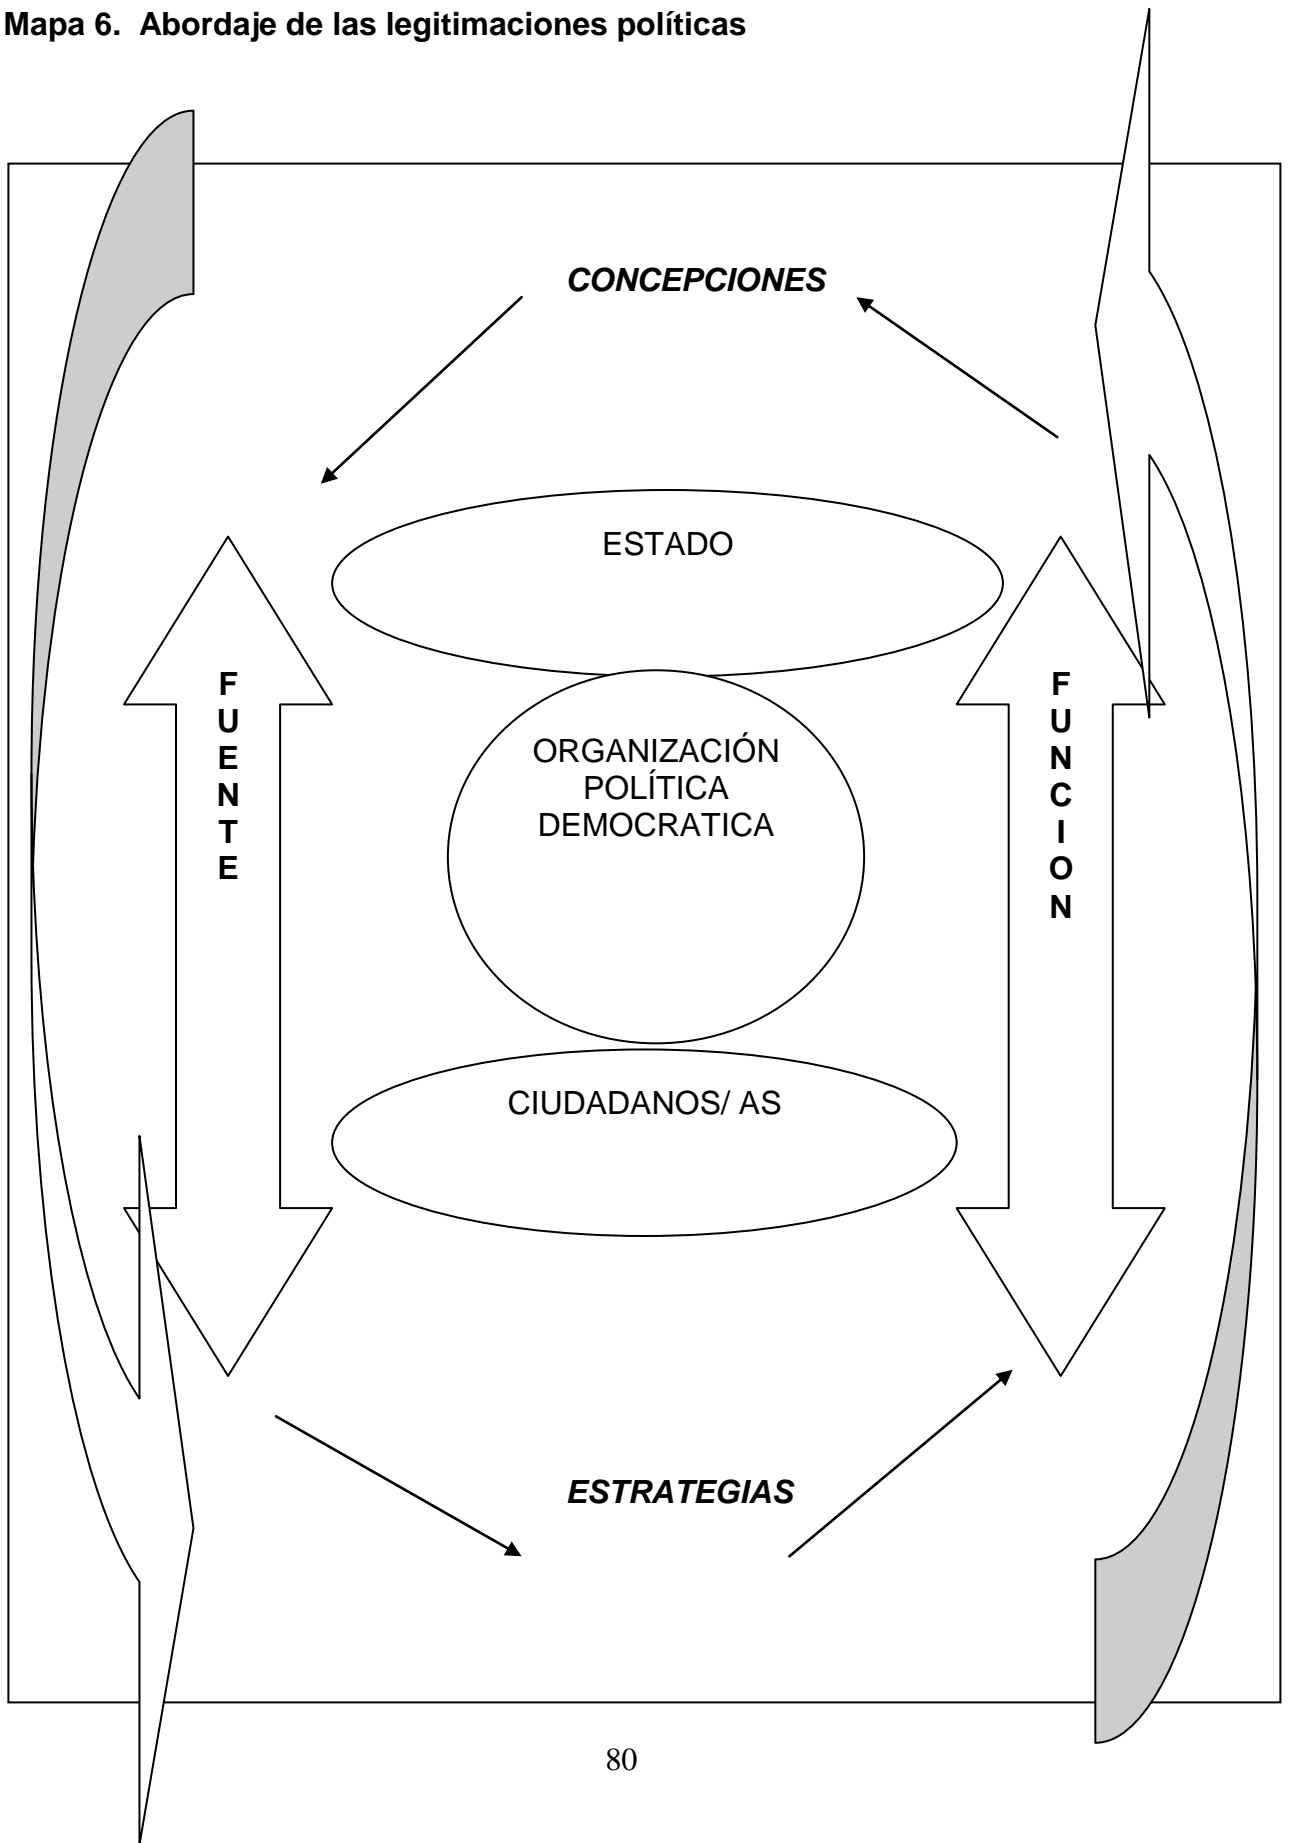 Mapa 6.  Abordaje de las legitimaciones políticas
CONCEPCIONES
ESTADO
F
U
E
N
T
E
ORGANIZACIÓN
POLÍTICA
DEMOCRATICA
F
U
N
C
I
O
N
CIUDADANOS/ AS
ESTRATEGIAS
80